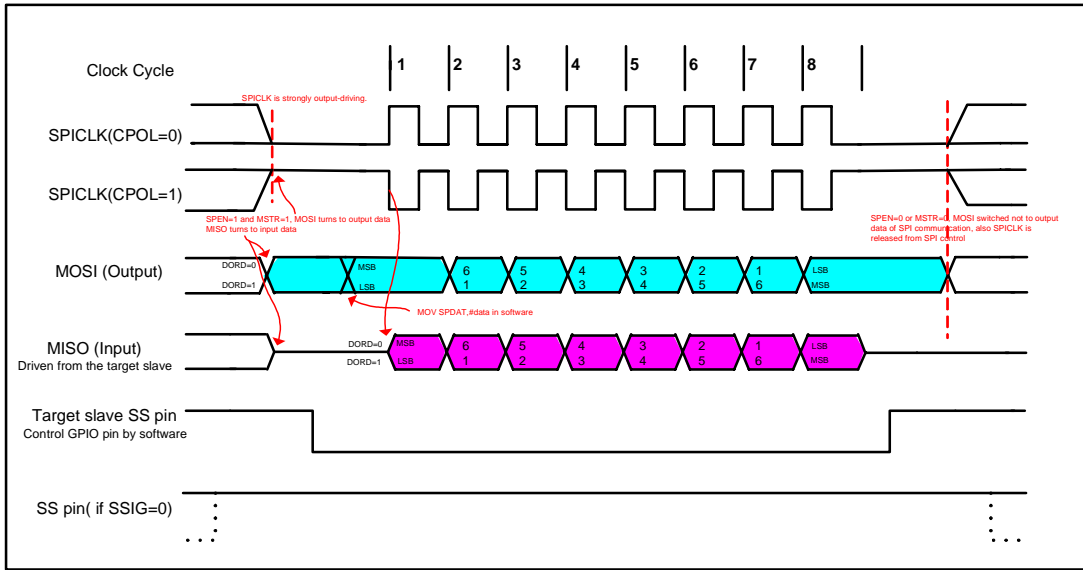 Clock Cycle
1 2 3 4 5 6 7 8
SPICLK is strongly output-driving.
SPICLK(CPOL=0)
SPICLK(CPOL=1)
SPEN=1 and MSTR=1, MOSI turns to output data
MISO turns to input data
SPEN=0 or MSTR=0, MOSI switched not to output
data of SPI communication, also SPICLK is
released from SPI control
MOSI (Output)
DORD=0 MSB 6 5 4 3 2 1 LSB
DORD=1 LSB 1 2 3 4 5 6 MSB
MOV SPDAT,#data in software
MISO (Input)
Driven from the target slave
DORD=0 MSB 6 5 4 3 2 1 LSB
DORD=1 LSB 1 2 3 4 5 6 MSB
Target slave SS pin
Control GPIO pin by software
SS pin( if SSIG=0)